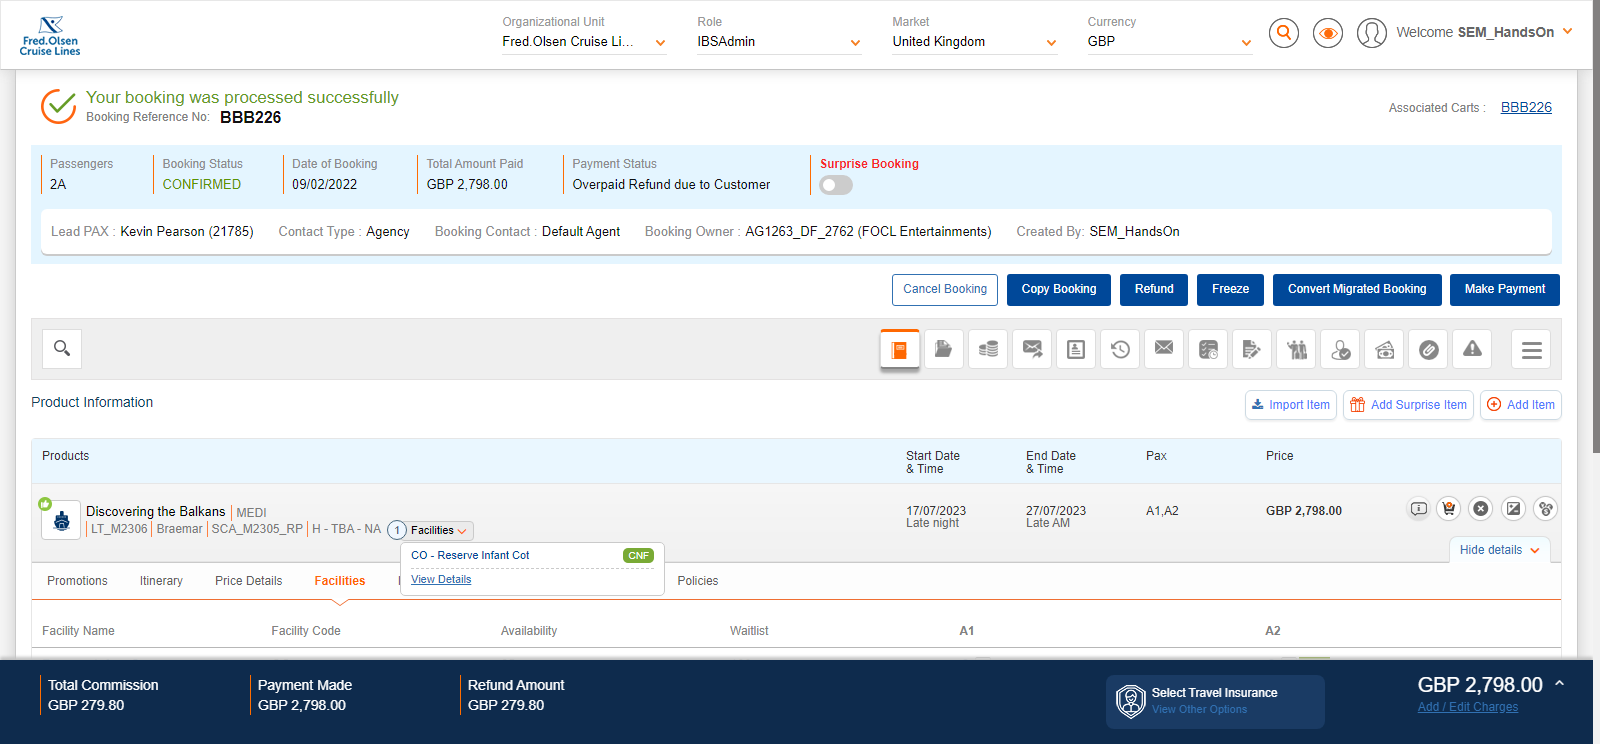 Fred.Olsen
Cruise Lines
Organizational Unit
Fred.Olsen Cruise Li...
Role
IBSAdmin
Market
United Kingdom
Currency
GBP
Welcome SEM_HandsOn
Your booking was processed successfully
Booking Reference No: BBB226
Associated Carts : BBB226
Passengers
2A
Booking Status
CONFIRMED
Date of Booking
09/02/2022
Total Amount Paid
GBP 2,798.00
Payment Status
Overpaid Refund due to Customer
Surprise Booking
Lead PAX : Kevin Pearson (21785) Contact Type : Agency Booking Contact : Default Agent Booking Owner : AG1263_DF_2762 (FOCL Entertainments) Created By: SEM_HandsOn
Cancel Booking Copy Booking Refund Freeze Convert Migrated Booking Make Payment
Product Information
Import Item Add Surprise Item Add Item
Products
Start Date
& Time
End Date
& Time
Pax
Price
Discovering the Balkans MEDI
LT_M2306 Braemar SCA_M2305_RP H - TBA - NA 1 Facilities
17/07/2023
Late night
27/07/2023
Late AM
A1,A2
GBP 2,798.00
Hide details
CO - Reserve Infant Cot CNF
View Details
Promotions Itinerary Price Details Facilities Policies
Facility Name Facility Code Availability Waitlist A1 A2
Total Commission
GBP 279.80
Payment Made
GBP 2,798.00
Refund Amount
GBP 279.80
Select Travel Insurance
View Other Options
GBP 2,798.00
Add / Edit Charges